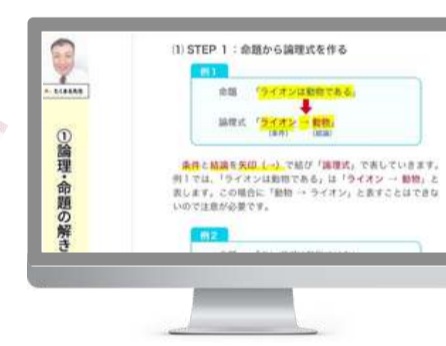 (1) STEP 1：命題から論理式を作る
例1
命題 「ライオンは動物である」
論理式 「ライオン → 動物」
(条件) (結論)
条件と結論を矢印（→）で結び「論理式」で表していきます。
例1では、「ライオンは動物である」は「ライオン → 動物」と
表します。この場合に「動物 → ライオン」と表すことはできな
いので注意が必要です。
例2
①論理・命題の解き